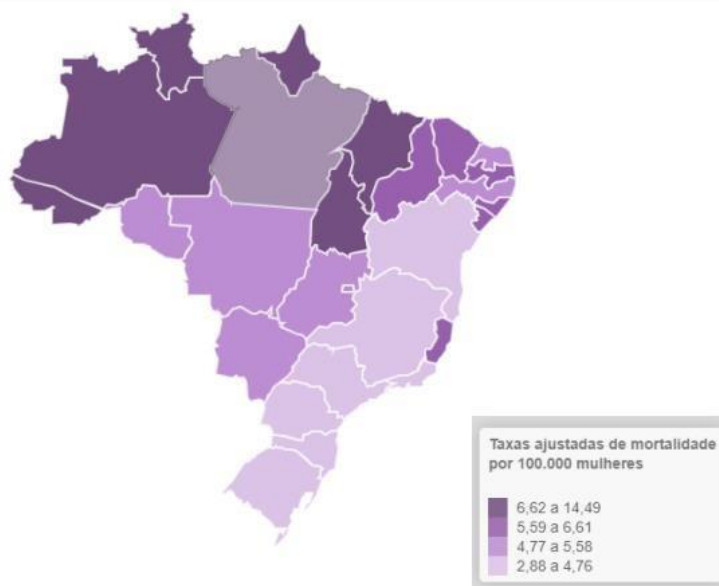 Taxas ajustadas de mortalidade
por 100.000 mulheres
6,62 a 14,49
5,59 a 6,61
4,77 a 5,58
2,88 a 4,76